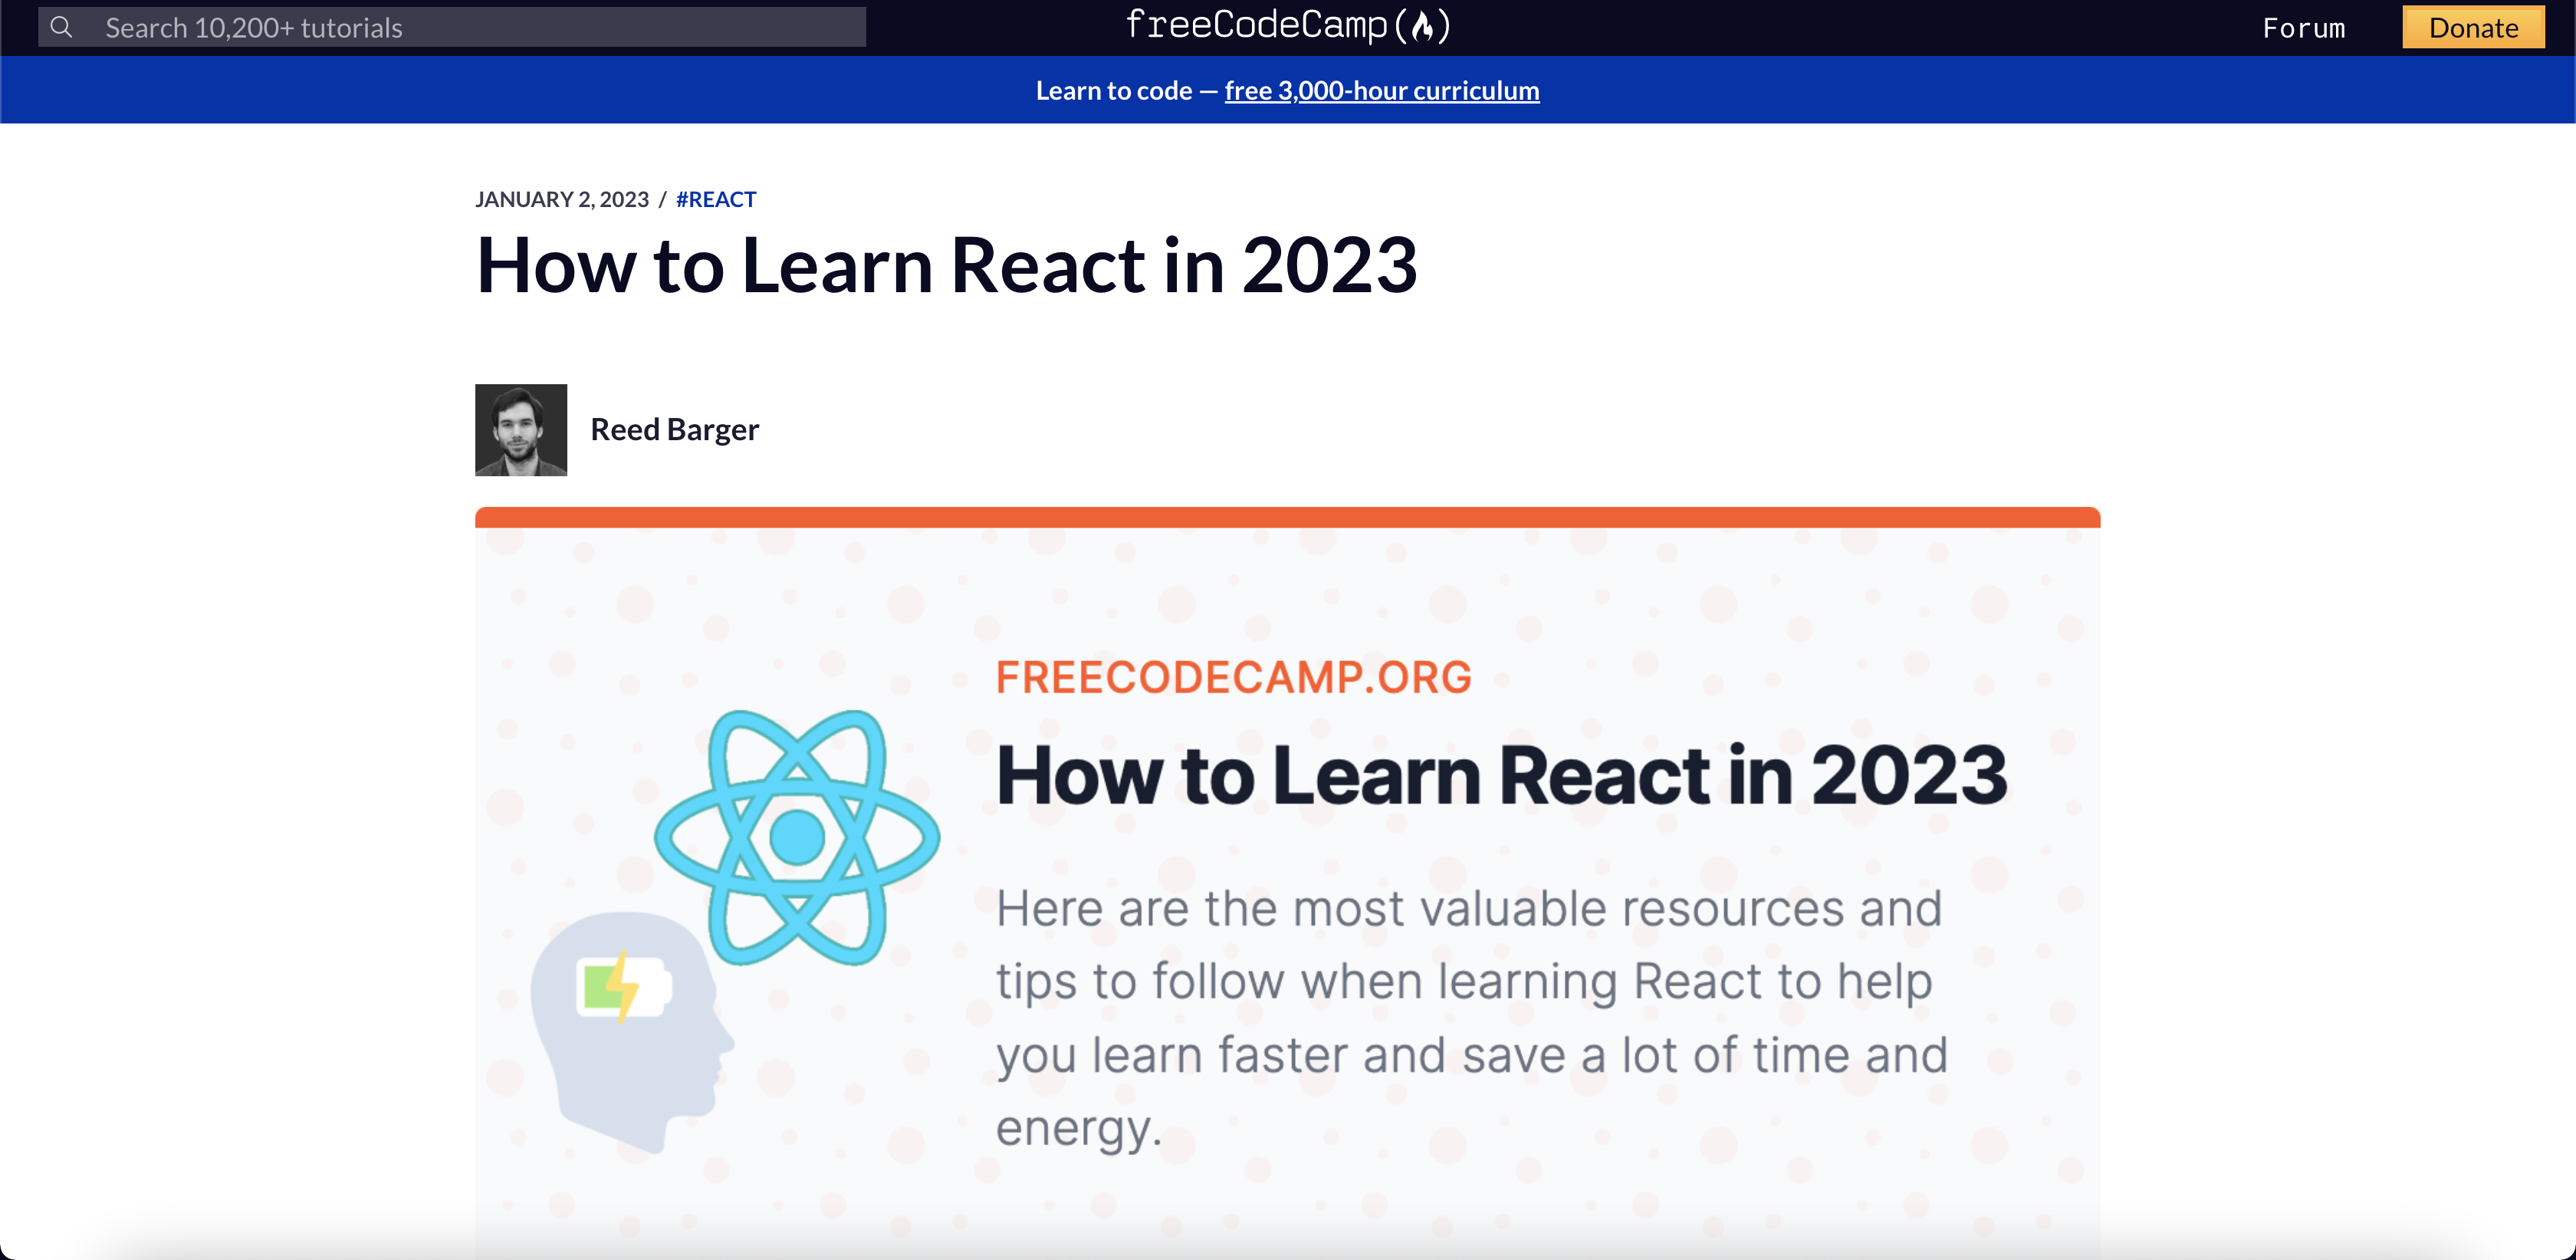 Search 10,200+ tutorials
freeCodeCamp(🔥)
Forum
Donate
Learn to code — free 3,000-hour curriculum
JANUARY 2, 2023 / #REACT
How to Learn React in 2023
Reed Barger
FREECODECAMP.ORG
How to Learn React in 2023
Here are the most valuable resources and
tips to follow when learning React to help
you learn faster and save a lot of time and
energy.